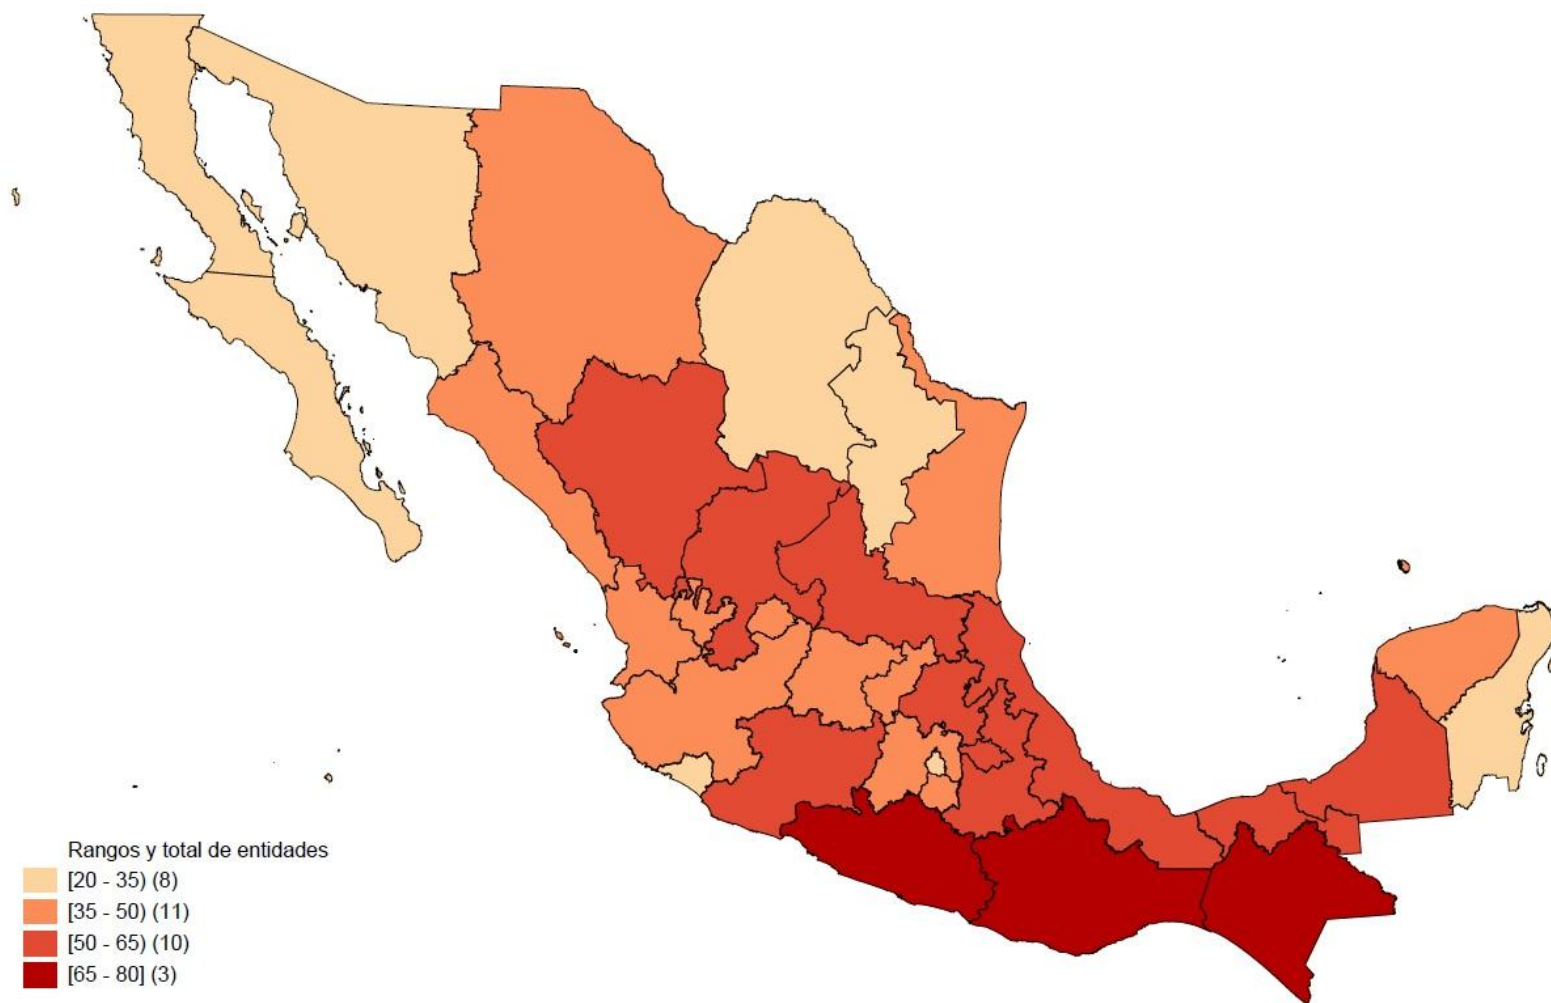 Rangos y total de entidades
[20 - 35) (8)
[35 - 50) (11)
[50 - 65) (10)
[65 - 80] (3)